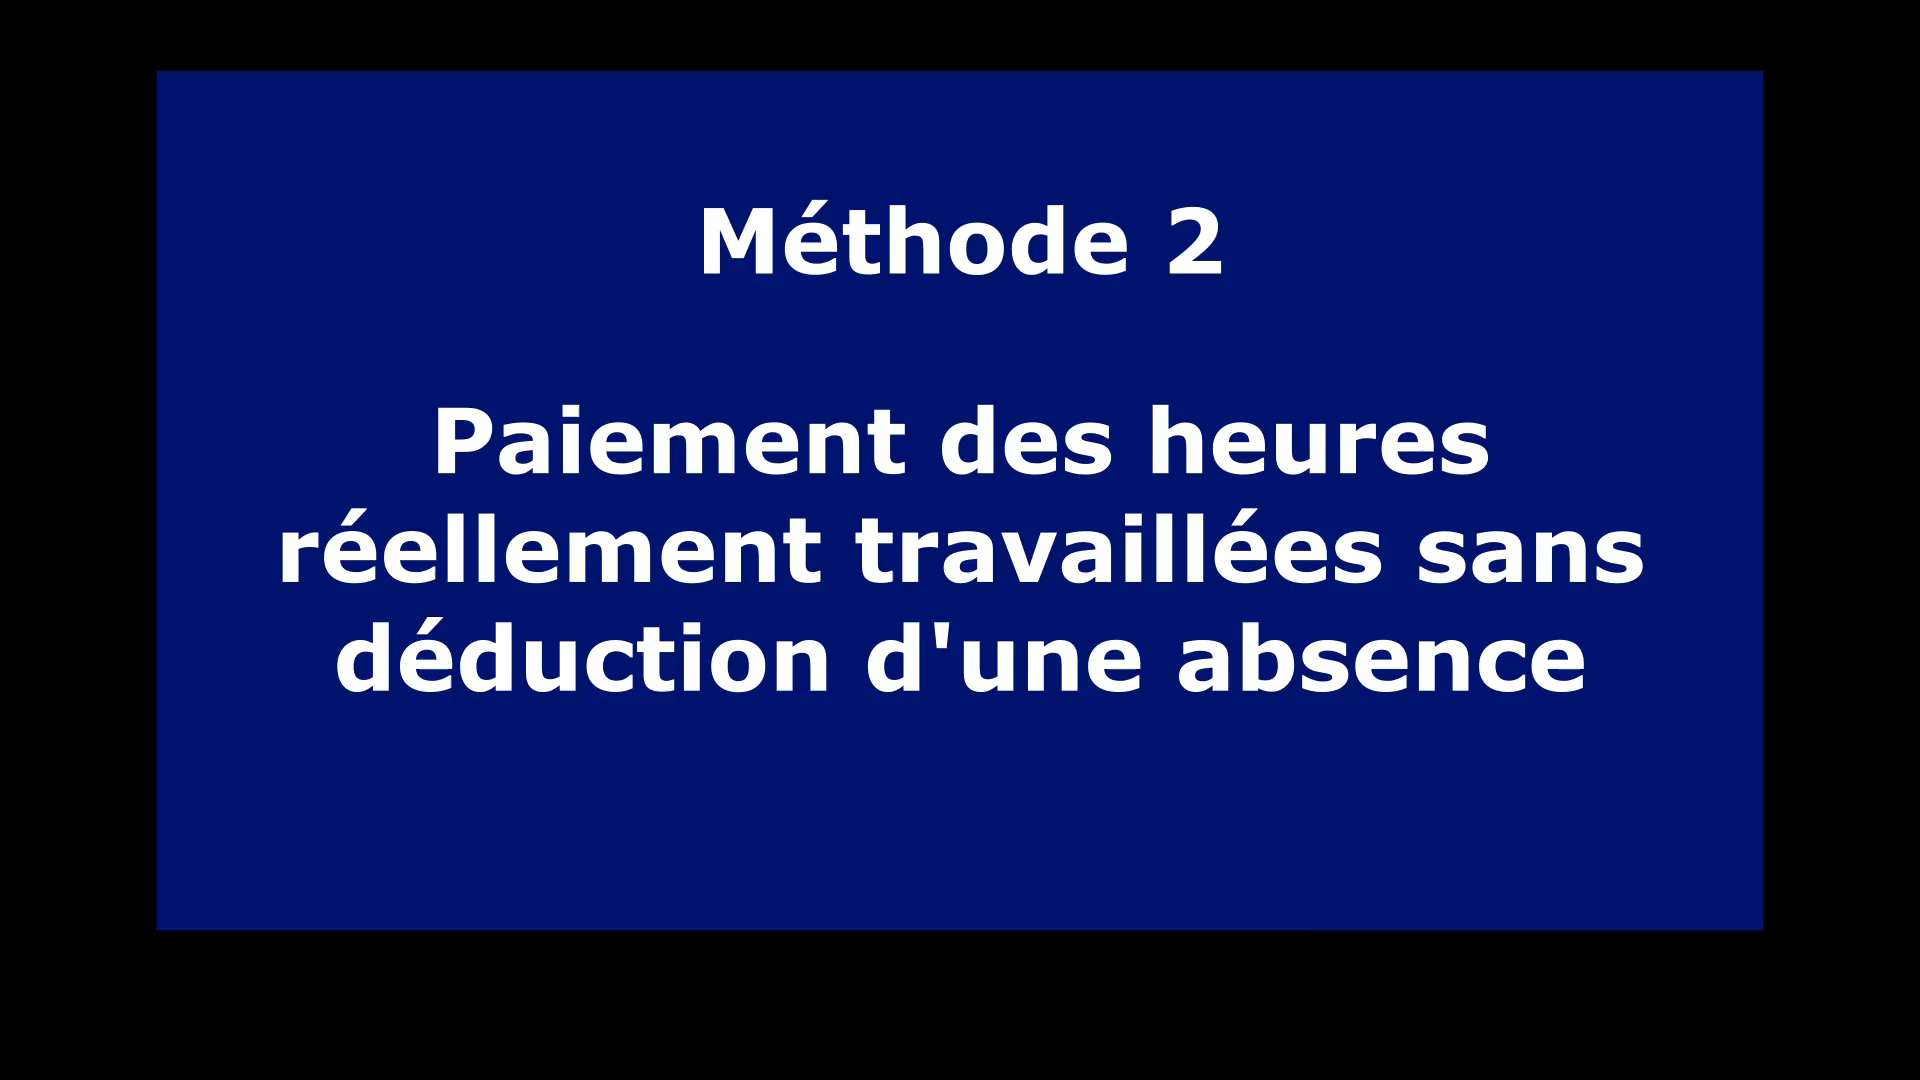 Méthode 2
Paiement des heures
réellement travaillées sans
déduction d'une absence